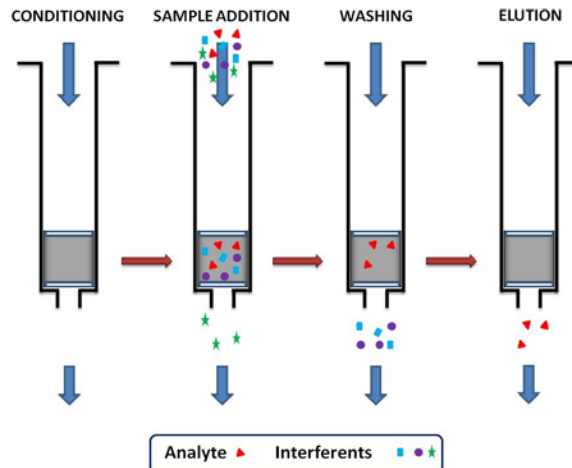 CONDITIONING SAMPLE ADDITION WASHING ELUTION
Analyte Interferents